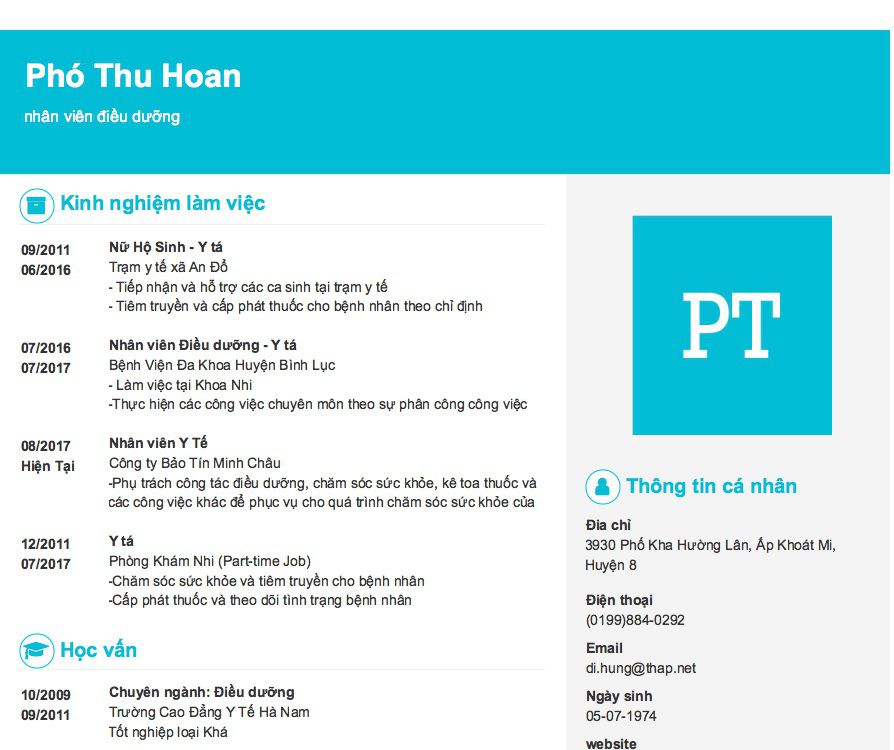 Phó Thu Hoan
nhân viên điều dưỡng
Kinh nghiệm làm việc
09/2011
06/2016
Nữ Hộ Sinh - Y tá
Trạm y tế xã An Đổ
- Tiếp nhận và hỗ trợ các ca sinh tại trạm y tế
- Tiêm truyền và cấp phát thuốc cho bệnh nhân theo chỉ định
07/2016
07/2017
Nhân viên Điều dưỡng - Y tá
Bệnh Viện Đa Khoa Huyện Bình Lục
- Làm việc tại Khoa Nhi
-Thực hiện các công việc chuyên môn theo sự phân công công việc
08/2017
Hiện Tại
Nhân viên Y Tế
Công ty Bảo Tín Minh Châu
-Phụ trách công tác điều dưỡng, chăm sóc sức khỏe, kê toa thuốc và
các công việc khác để phục vụ cho quá trình chăm sóc sức khỏe của
12/2011
07/2017
Y tá
Phòng Khám Nhi (Part-time Job)
-Chăm sóc sức khỏe và tiêm truyền cho bệnh nhân
-Cấp phát thuốc và theo dõi tình trạng bệnh nhân
Học vấn
10/2009
09/2011
Chuyên ngành: Điều dưỡng
Trường Cao Đẳng Y Tế Hà Nam
Tốt nghiệp loại Khá
PT
Thông tin cá nhân
Đia chỉ
3930 Phố Kha Hường Lân, Ấp Khoát Mi,
Huyện 8
Điện thoại
(0199)884-0292
Email
di.hung@thap.net
Ngày sinh
05-07-1974
website